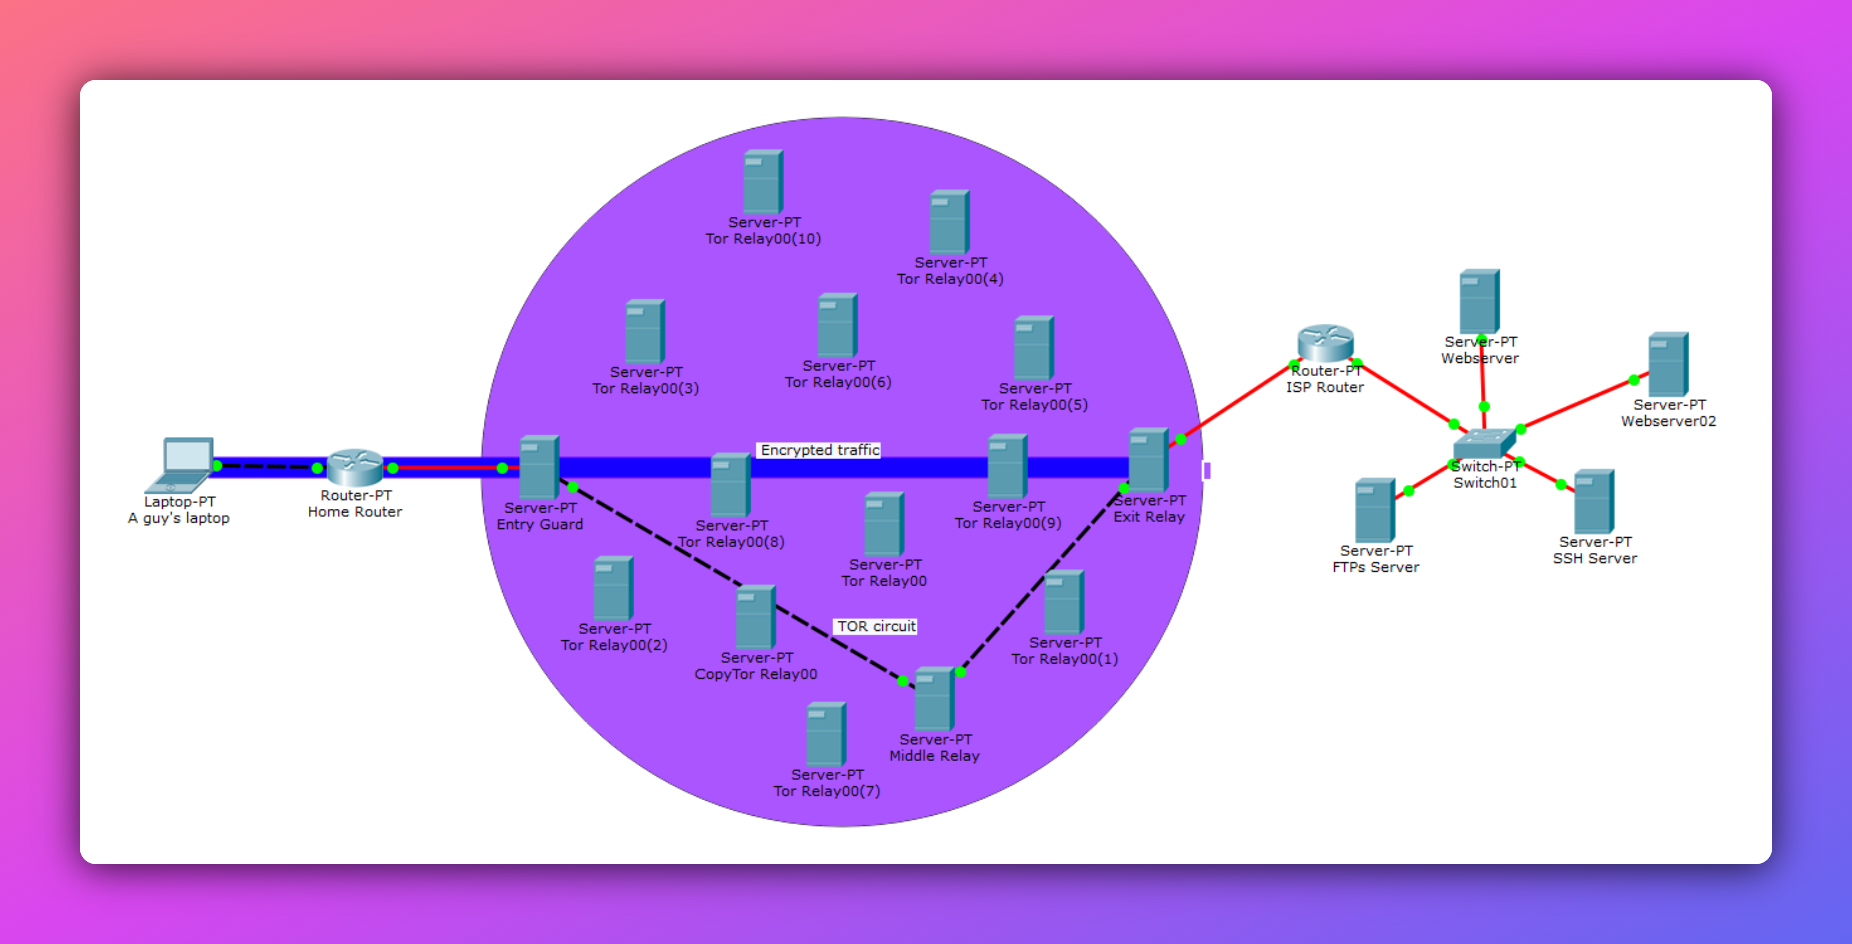 Server-PT
Tor Relay00(10)
Server-PT
Tor Relay00(4)
Server-PT
Tor Relay00(3)
Server-PT
Tor Relay00(6)
Server-PT
Tor Relay00(5)
Router-PT
ISP Router
Server-PT
Webserver
Server-PT
Webserver02
Laptop-PT
A guy's laptop
Router-PT
Home Router
Server-PT
Entry Guard
Encrypted traffic
Server-PT
Tor Relay00(8)
Server-PT
Tor Relay00(9)
Server-PT
Exit Relay
Switch-PT
Switch01
Server-PT
FTPs Server
Server-PT
SSH Server
Server-PT
Tor Relay00
Server-PT
Tor Relay00(2)
Server-PT
CopyTor Relay00
TOR circuit
Server-PT
Tor Relay00(1)
Server-PT
Middle Relay
Server-PT
Tor Relay00(7)